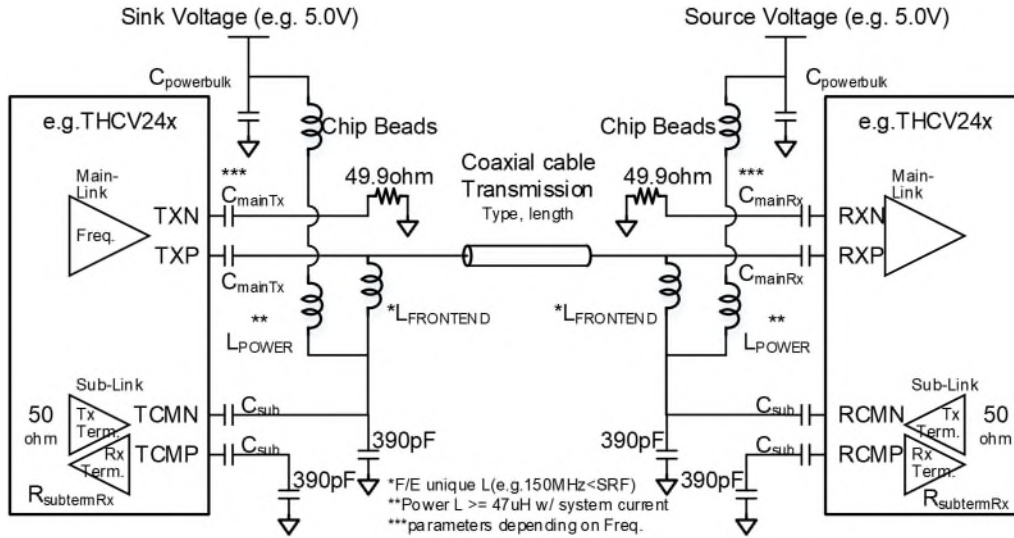 Sink Voltage (e.g. 5.0V)
Source Voltage (e.g. 5.0V)
Cpowerbulk
Cpowerbulk
e.g.THCV24x
e.g.THCV24x
Chip Beads
Chip Beads
Coaxial cable
Transmission
Type, length
Main-
Link
Freq.
***
CmainTx
49.9ohm
49.9ohm
***
CmainRx
Main-
Link
TXN
RXN
TXP
RXP
CmainTx
CmainRx
**
LPOWER
*LFRONTEND
*LFRONTEND
**
LPOWER
Sub-Link
Sub-Link
50
ohm
Tx
Term.
TCMN
Csub
Csub
RCMN
Tx
Term.
50
ohm
Rx
Term.
TCMP
Csub
Csub
RCMP
Rx
Term.
RsubtermRx
RsubtermRx
390pF
390pF
390pF
390pF
*F/E unique L(e.g.150MHz<SRF)
**Power L >= 47uH w/ system current
***parameters depending on Freq.